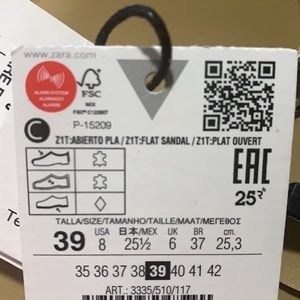 www.zara.com
ALARM SYSTEM
ALARMADO
ALARME
FSC
MIX
FSC® C122607
P-15209
Z1T:ABIERTO PLA / Z1T:FLAT SANDAL / Z1T:PLAT OUVERT
EAC
25
TALLA/SIZE/TAMANHO/TAILLE/MAAT/ΜΕΓΕΘΟΣ
USA 日本/MEX UK BR CM
39 8 25½ 6 37 25,3
35 36 37 38 39 40 41 42
ART.: 3335/510/117